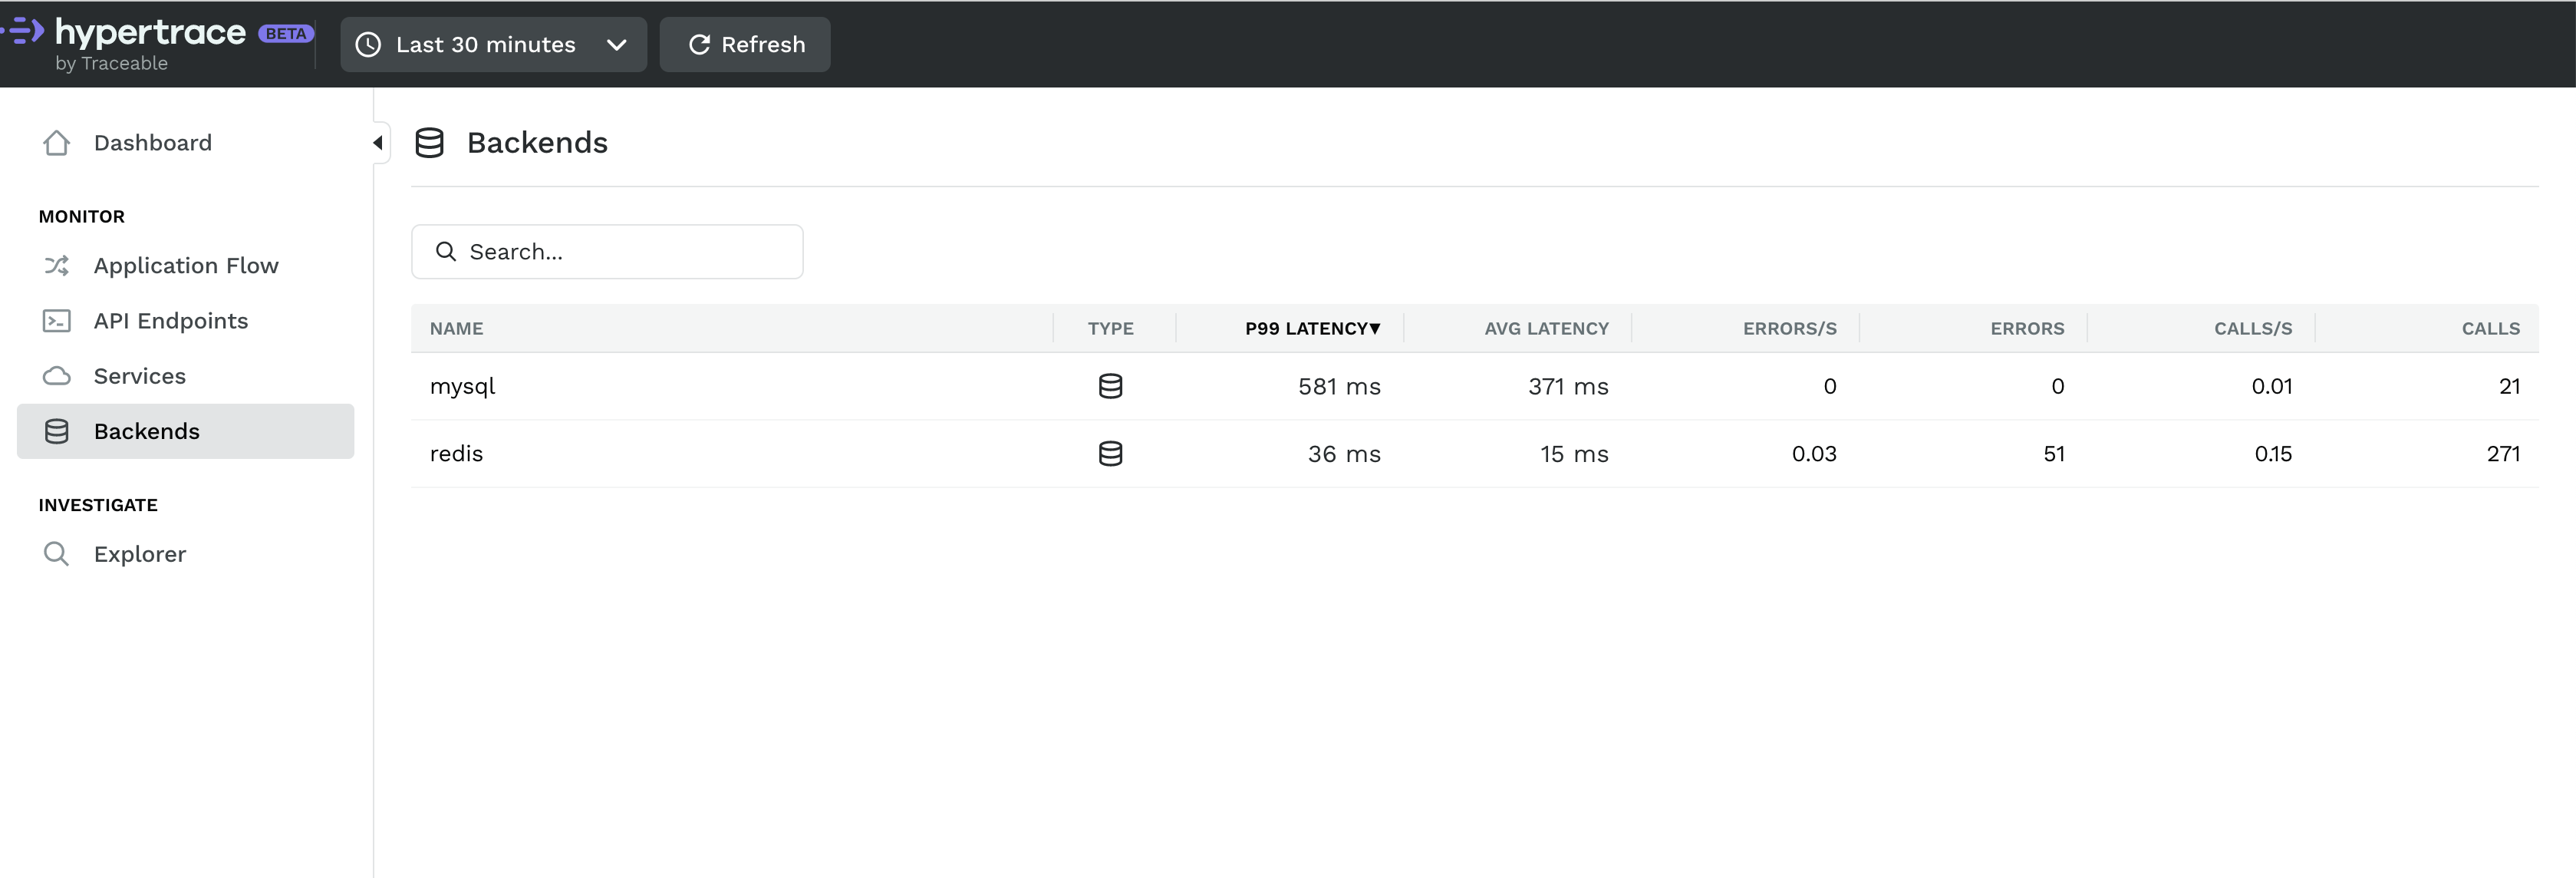 hypertrace BETA
by Traceable
Last 30 minutes
Refresh
Dashboard
MONITOR
Application Flow
API Endpoints
Services
Backends
INVESTIGATE
Explorer
Backends
Search...
NAME TYPE P99 LATENCY▼ AVG LATENCY ERRORS/S ERRORS CALLS/S CALLS
mysql 581 ms 371 ms 0 0 0.01 21
redis 36 ms 15 ms 0.03 51 0.15 271